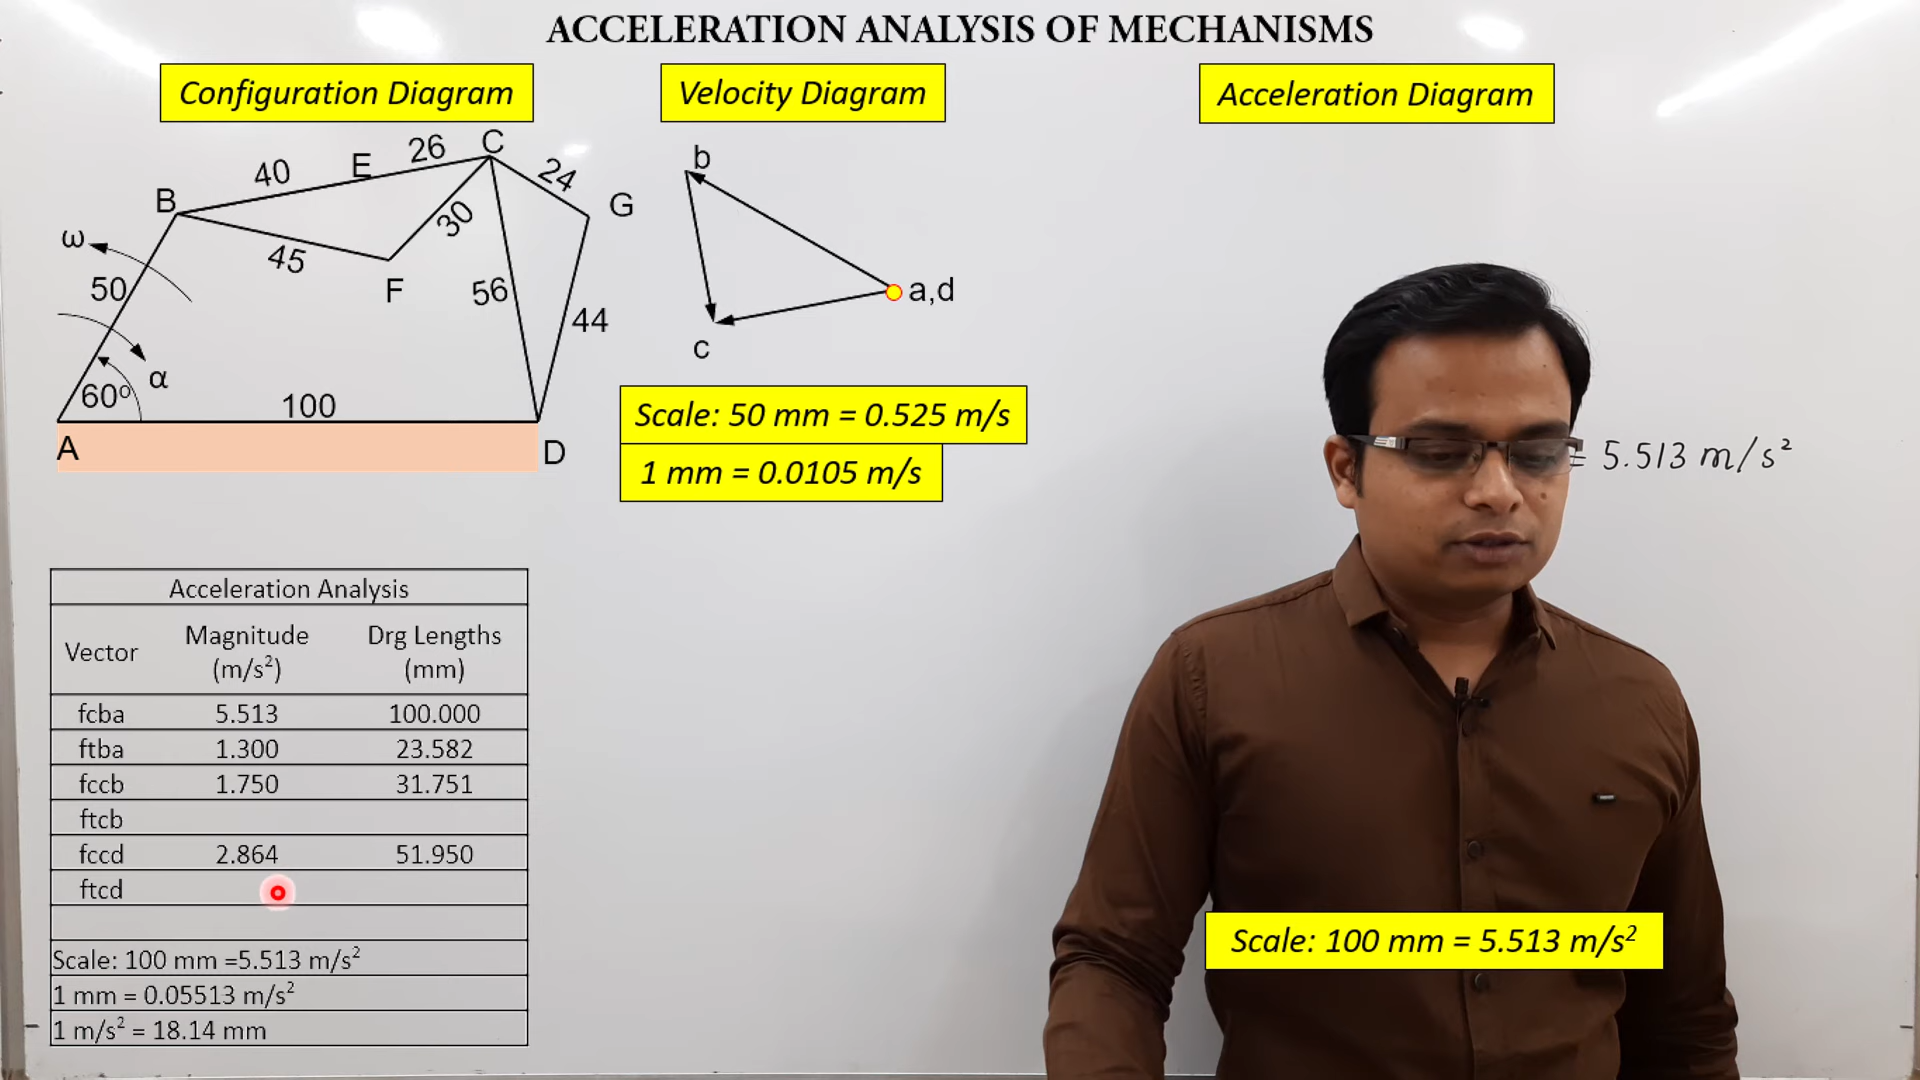 ACCELERATION ANALYSIS OF MECHANISMS
Configuration Diagram
Velocity Diagram
Acceleration Diagram
B
40
E
26
C
24
G
ω
45
30
F
50
56
44
60⁰
α
100
A
D
b
a,d
c
Scale: 50 mm = 0.525 m/s
1 mm = 0.0105 m/s
= 5.513 m/s²
Acceleration Analysis
Vector Magnitude (m/s²) Drg Lengths (mm)
fcba 5.513 100.000
ftba 1.300 23.582
fccb 1.750 31.751
ftcb
fccd 2.864 51.950
ftcd
Scale: 100 mm =5.513 m/s²
1 mm = 0.05513 m/s²
1 m/s² = 18.14 mm
Scale: 100 mm = 5.513 m/s²